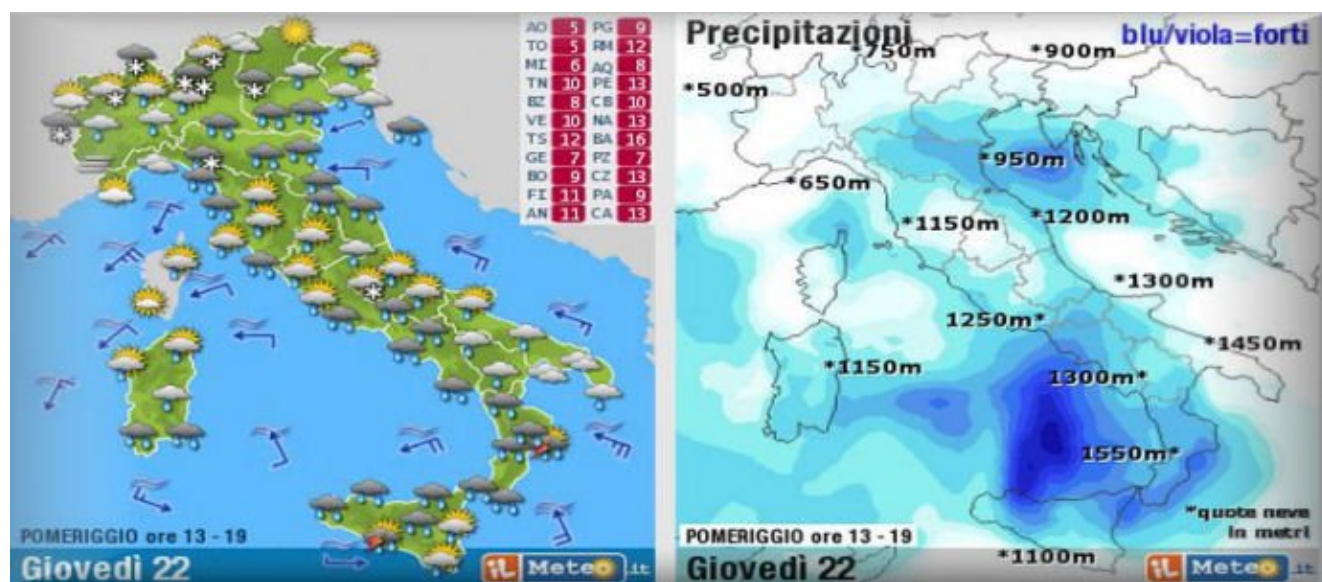 AO 5 PG 9
TO 5 RM 12
MI 6 AQ 8
TN 10 PE 13
BZ 8 CB 10
VE 10 NA 13
TS 12 BA 16
GE 7 PZ 7
BO 9 CZ 13
FI 11 PA 9
AN 11 CA 13
POMERIGGIO ore 13 - 19
Giovedì 22
iL Meteo.it
Precipitazioni
blu/viola=forti
*750m
*900m
*500m
*950m
*650m
*1150m
*1200m
*1300m
1250m*
*1450m
*1150m
1300m*
1550m*
*quote neve
in metri
POMERIGGIO ore 13 - 19
*1100m
Giovedì 22
iL Meteo.it